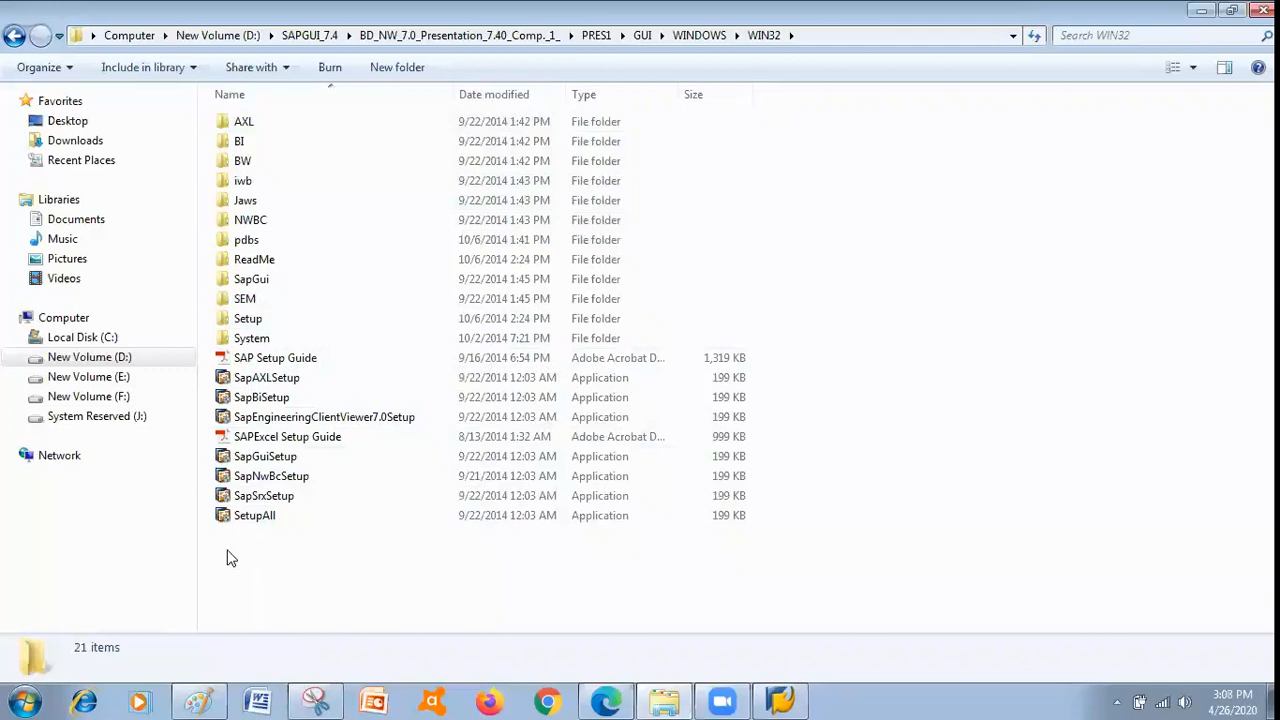 Computer New Volume (D:) SAPGUI_7.4 BD_NW_7.0_Presentation_7.40_Comp._1_ PRES1 GUI WINDOWS WIN32 Search WIN32
Organize Include in library Share with Burn New folder
Name Date modified Type Size
Favorites
Desktop
Downloads
Recent Places
Libraries
Documents
Music
Pictures
Videos
Computer
Local Disk (C:)
New Volume (D:)
New Volume (E:)
New Volume (F:)
System Reserved (J:)
Network
AXL 9/22/2014 1:42 PM File folder
BI 9/22/2014 1:42 PM File folder
BW 9/22/2014 1:42 PM File folder
iwb 9/22/2014 1:43 PM File folder
Jaws 9/22/2014 1:43 PM File folder
NWBC 9/22/2014 1:43 PM File folder
pdbs 10/6/2014 1:41 PM File folder
ReadMe 10/6/2014 2:24 PM File folder
SapGui 9/22/2014 1:45 PM File folder
SEM 9/22/2014 1:45 PM File folder
Setup 10/6/2014 2:24 PM File folder
System 10/2/2014 7:21 PM File folder
SAP Setup Guide 9/16/2014 6:54 PM Adobe Acrobat D... 1,319 KB
SapAXLSetup 9/22/2014 12:03 AM Application 199 KB
SapBiSetup 9/22/2014 12:03 AM Application 199 KB
SapEngineeringClientViewer7.0Setup 9/22/2014 12:03 AM Application 199 KB
SAPExcel Setup Guide 8/13/2014 1:32 AM Adobe Acrobat D... 999 KB
SapGuiSetup 9/22/2014 12:03 AM Application 199 KB
SapNwBcSetup 9/21/2014 12:03 AM Application 199 KB
SapSrxSetup 9/22/2014 12:03 AM Application 199 KB
SetupAll 9/22/2014 12:03 AM Application 199 KB
21 items
3:08 PM
4/26/2020